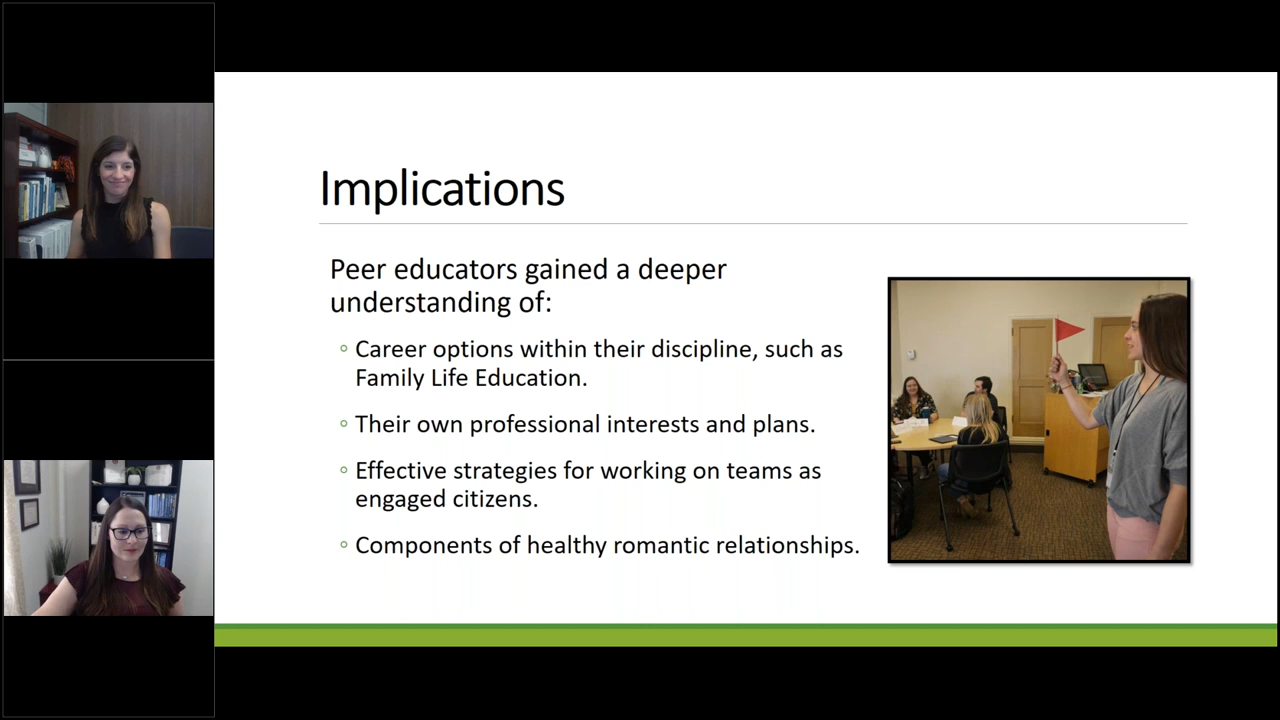 Implications
Peer educators gained a deeper
understanding of:
Career options within their discipline, such as
Family Life Education.
Their own professional interests and plans.
Effective strategies for working on teams as
engaged citizens.
Components of healthy romantic relationships.